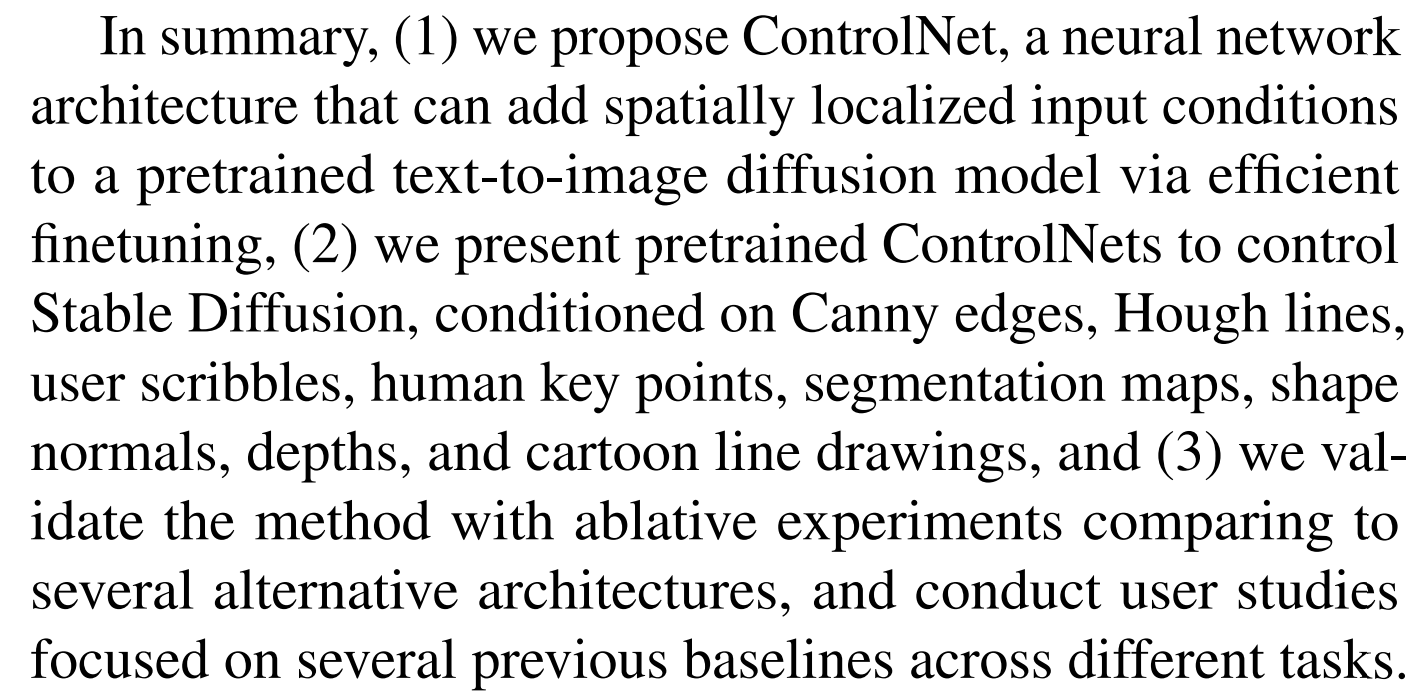 In summary, (1) we propose ControlNet, a neural network
architecture that can add spatially localized input conditions
to a pretrained text-to-image diffusion model via efficient
finetuning, (2) we present pretrained ControlNets to control
Stable Diffusion, conditioned on Canny edges, Hough lines,
user scribbles, human key points, segmentation maps, shape
normals, depths, and cartoon line drawings, and (3) we val-
idate the method with ablative experiments comparing to
several alternative architectures, and conduct user studies
focused on several previous baselines across different tasks.